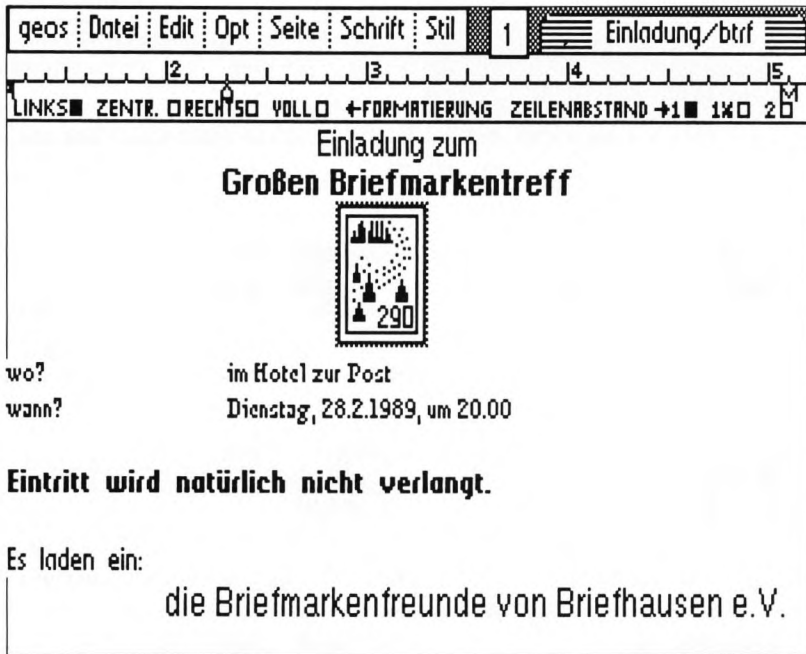 geos Datei Edit Opt Seite Schrift Stil 1 Einladung/btrf
2 3 4 5
LINKS ZENTR. RECHTS VOLL ←FORMATIERUNG ZEILENABSTAND →1 1½ 2
M
Einladung zum
Großen Briefmarkentreff
290
wo? im Hotel zur Post
wann? Dienstag, 28.2.1989, um 20.00
Eintritt wird natürlich nicht verlangt.
Es laden ein:
die Briefmarkenfreunde von Briefhausen e.V.